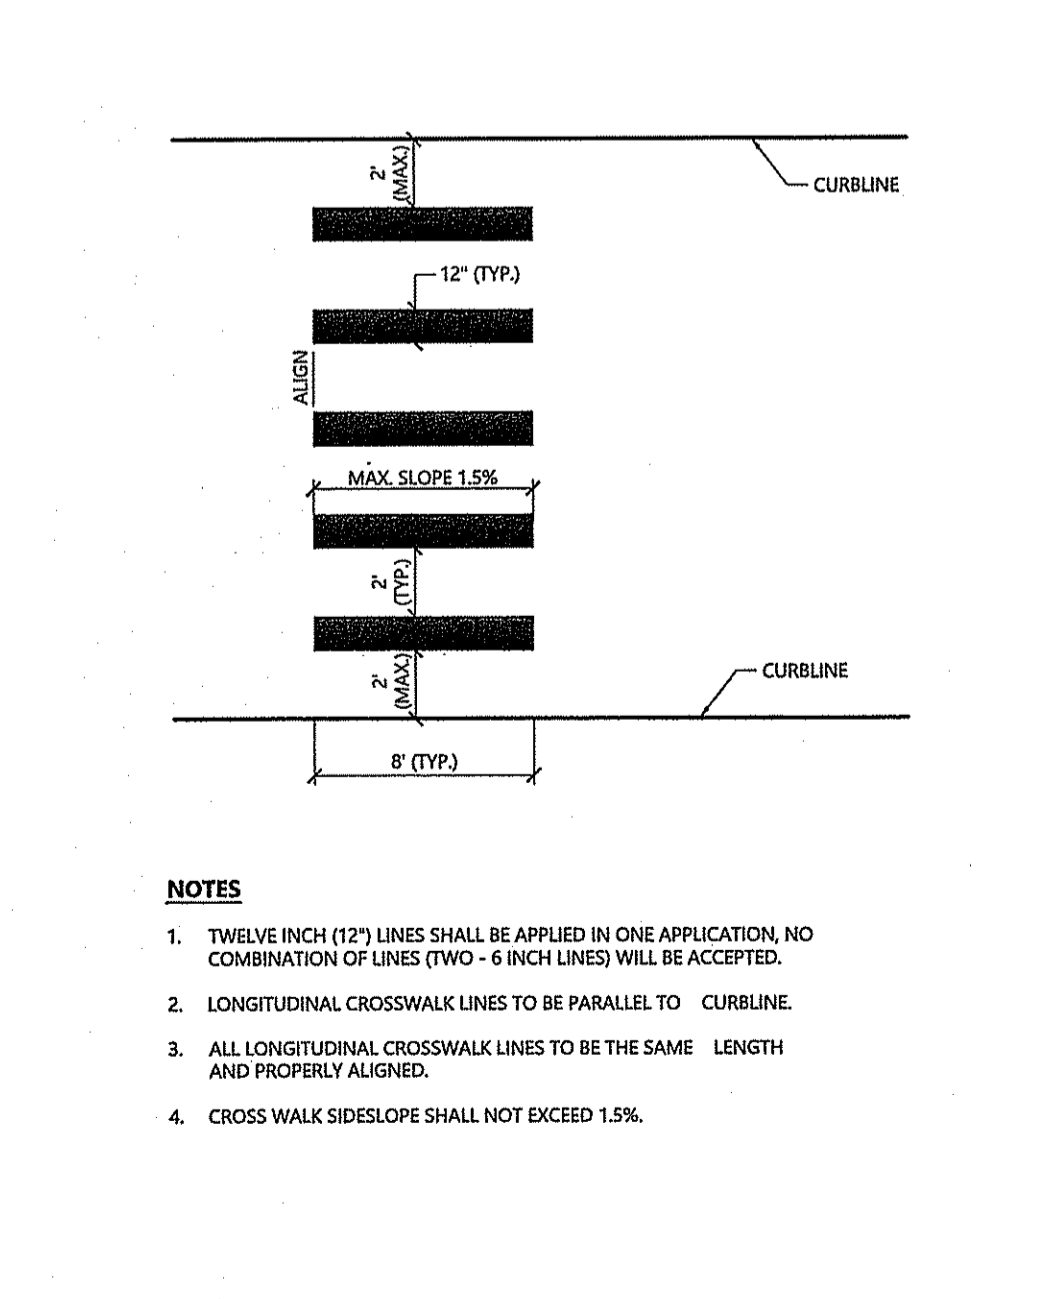 2'
(MAX.)
CURBLINE
12" (TYP.)
ALIGN
MAX. SLOPE 1.5%
2'
(TYP.)
2'
(MAX.)
CURBLINE
8' (TYP.)
NOTES
1. TWELVE INCH (12") LINES SHALL BE APPLIED IN ONE APPLICATION, NO
COMBINATION OF LINES (TWO - 6 INCH LINES) WILL BE ACCEPTED.
2. LONGITUDINAL CROSSWALK LINES TO BE PARALLEL TO CURBLINE.
3. ALL LONGITUDINAL CROSSWALK LINES TO BE THE SAME LENGTH
AND PROPERLY ALIGNED.
4. CROSS WALK SIDESLOPE SHALL NOT EXCEED 1.5%.